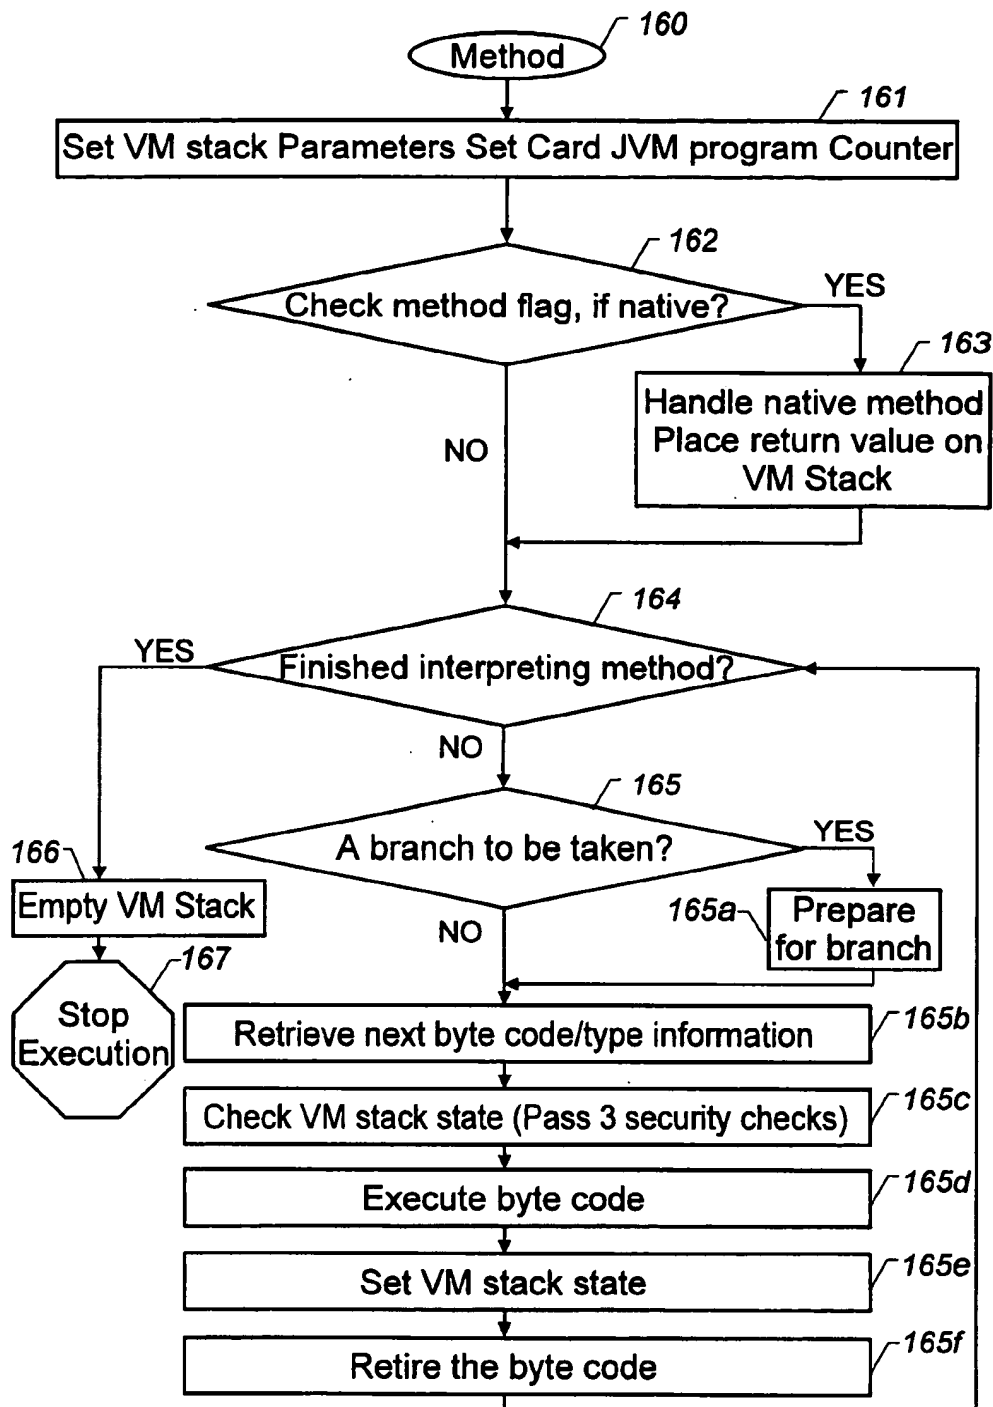 160
Method
161
Set VM stack Parameters Set Card JVM program Counter
162
Check method flag, if native?
YES
163
Handle native method
Place return value on
VM Stack
NO
164
YES
Finished interpreting method?
NO
165
A branch to be taken?
YES
166
Empty VM Stack
165a
Prepare
for branch
NO
167
Stop
Execution
Retrieve next byte code/type information
165b
Check VM stack state (Pass 3 security checks)
165c
Execute byte code
165d
Set VM stack state
165e
Retire the byte code
165f